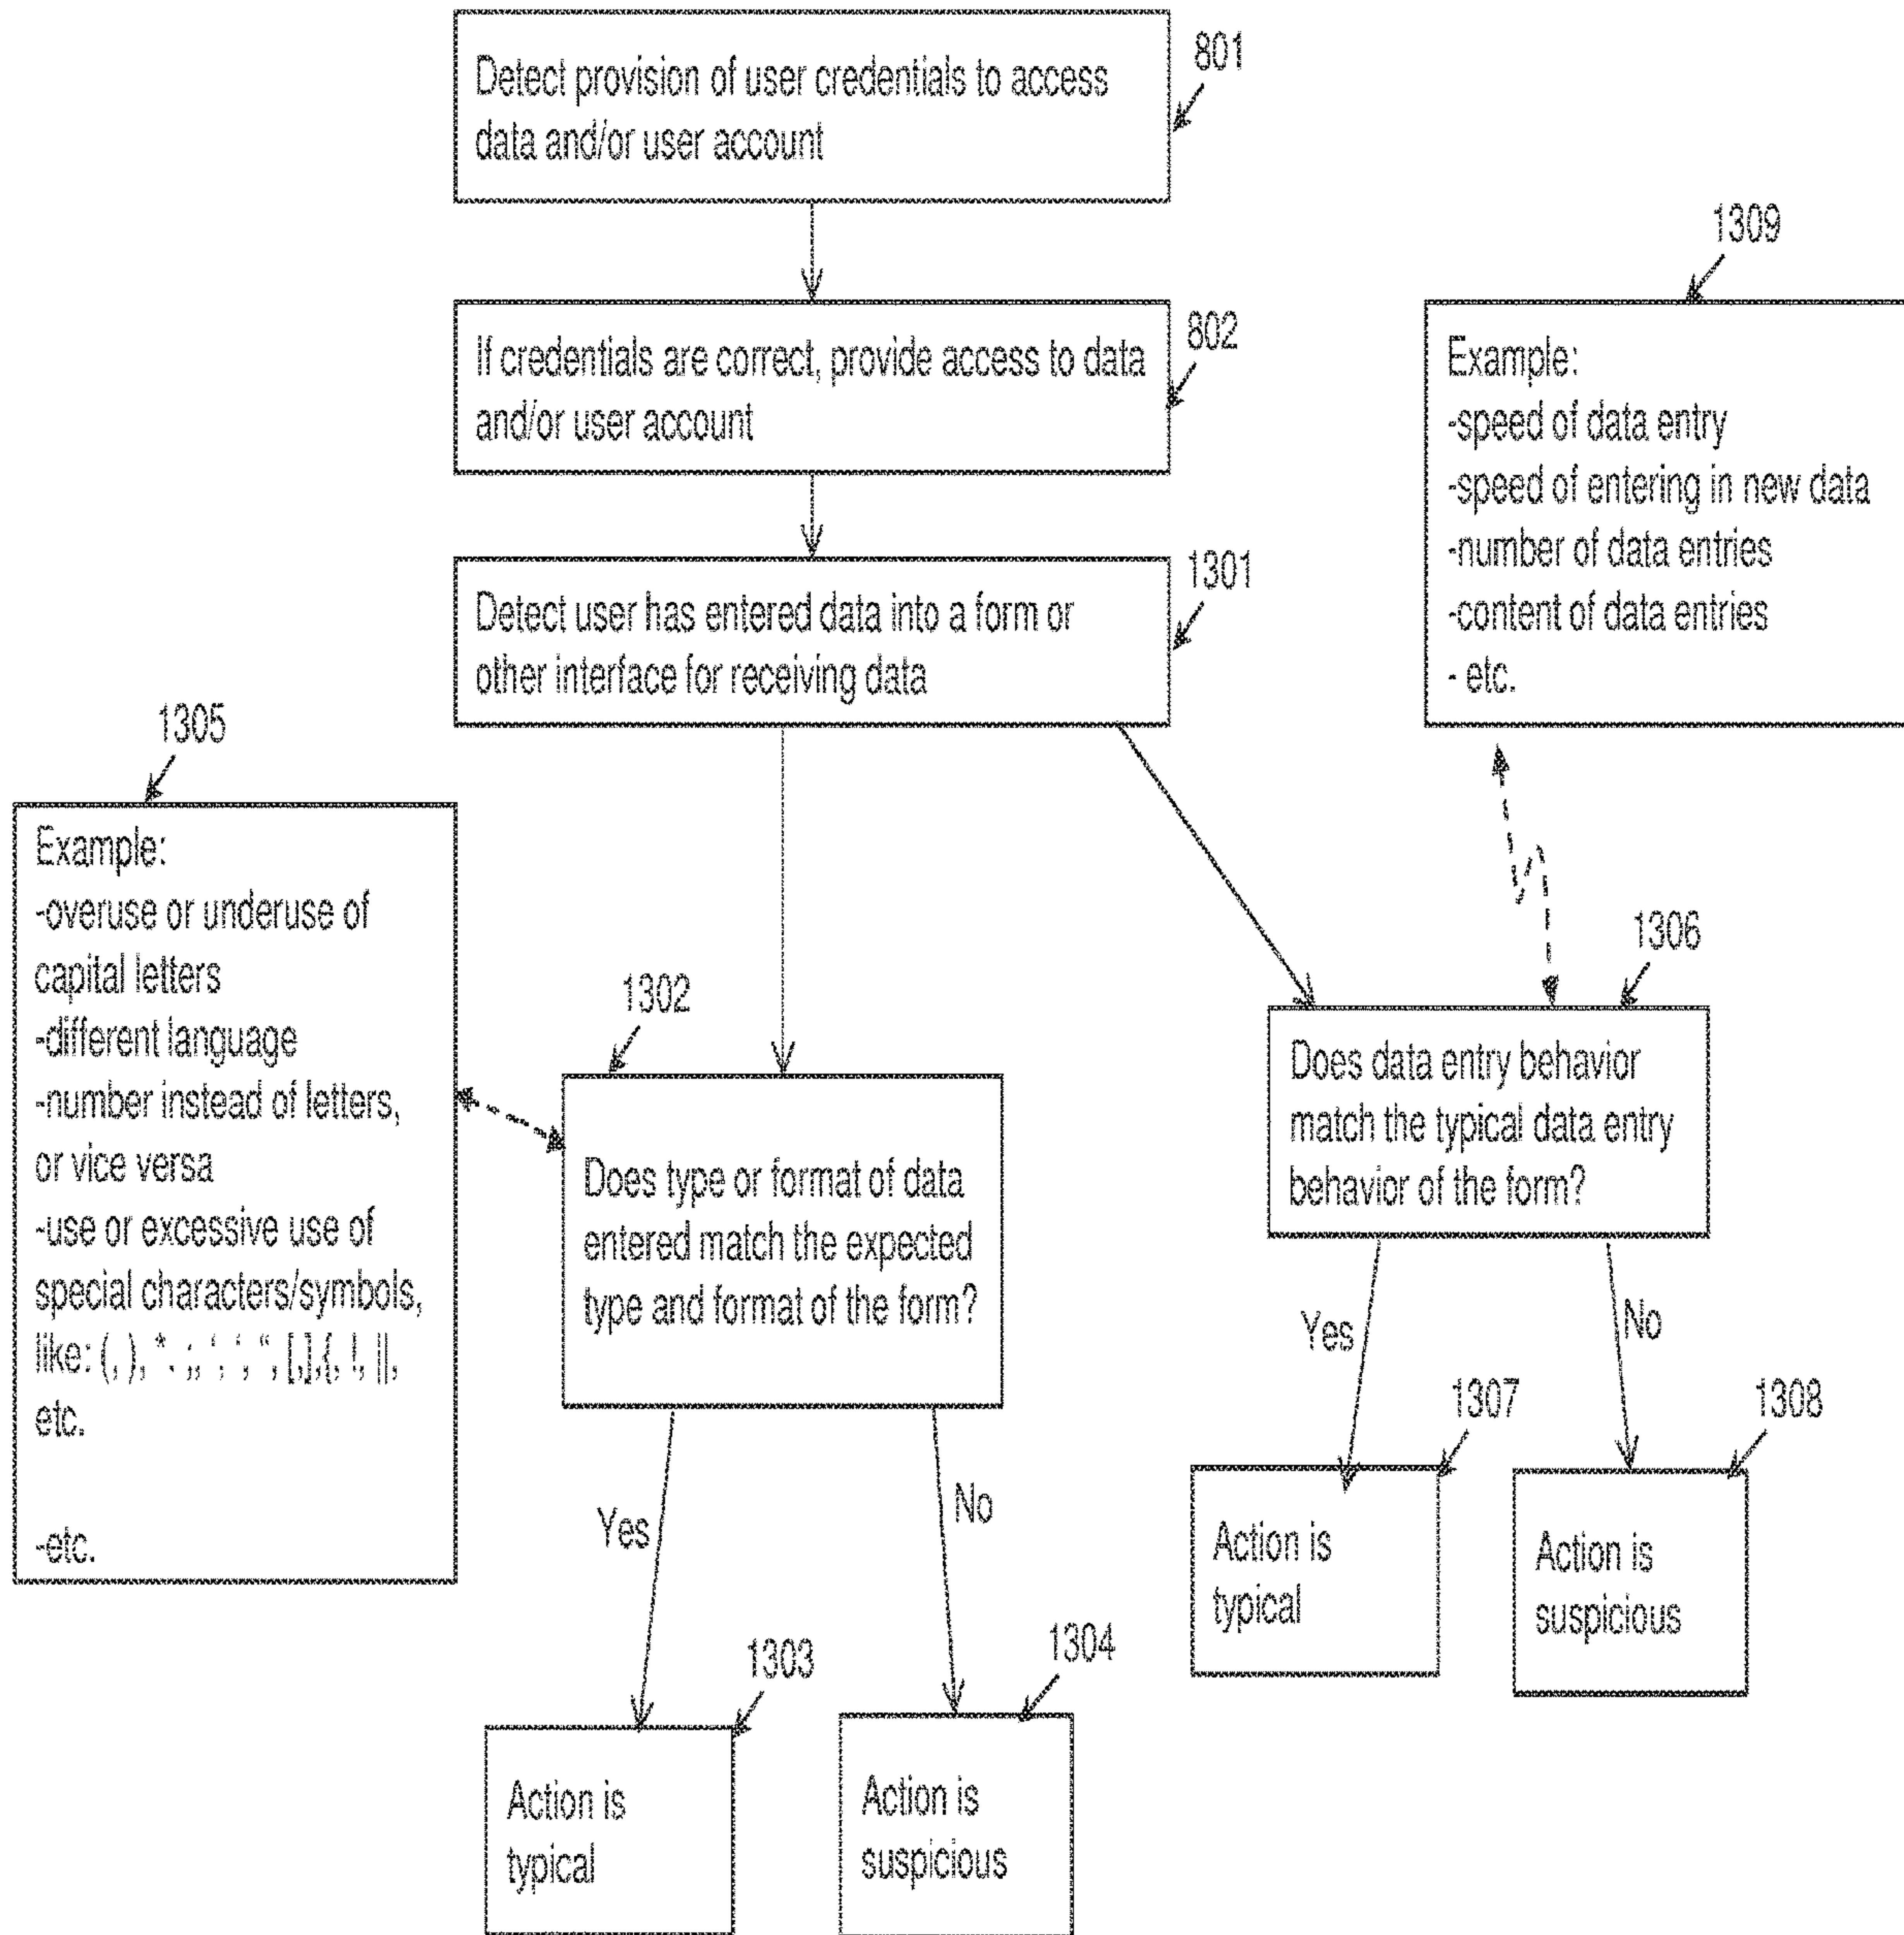 Detect provision of user credentials to access
data and/or user account
801
If credentials are correct, provide access to data
and/or user account
802
1309
Example:
-speed of data entry
-speed of entering in new data
-number of data entries
-content of data entries
- etc.
Detect user has entered data into a form or
other interface for receiving data
1301
1305
Example:
-overuse or underuse of
capital letters
-different language
-number instead of letters,
or vice versa
-use or excessive use of
special characters/symbols,
like: (, ), *,
etc.
-etc.
1302
Does type or format of data
entered match the expected
type and format of the form?
1306
Does data entry behavior
match the typical data entry
behavior of the form?
Yes
No
1307
Action is
typical
1308
Action is
suspicious
Yes
No
1303
Action is
typical
1304
Action is
suspicious